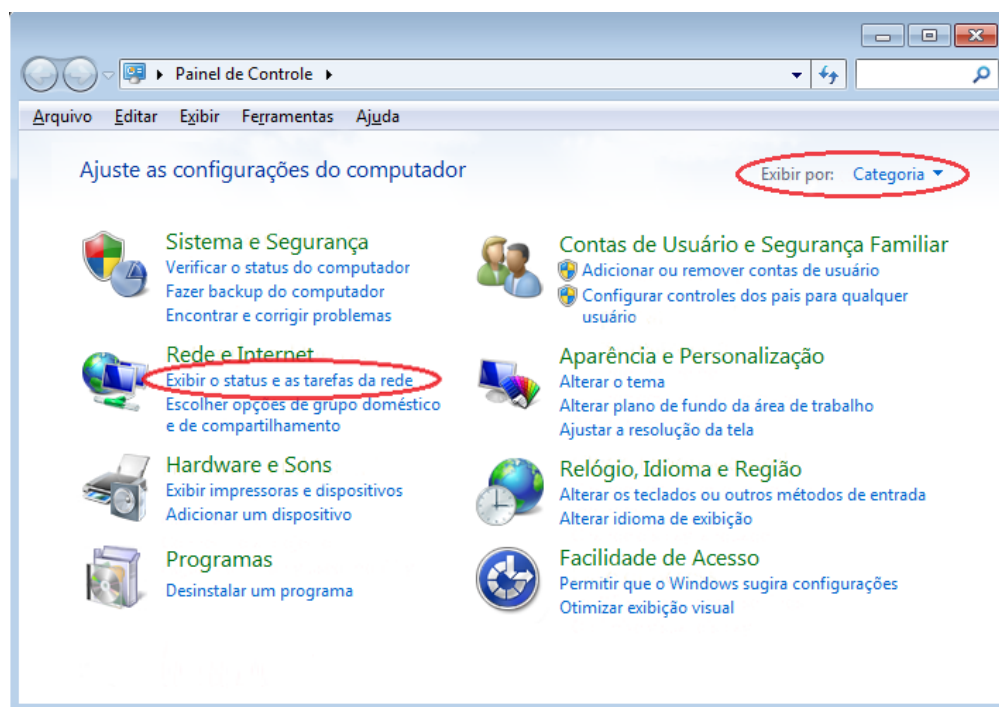 Painel de Controle
Arquivo Editar Exibir Ferramentas Ajuda
Ajuste as configurações do computador
Exibir por: Categoria
Sistema e Segurança
Verificar o status do computador
Fazer backup do computador
Encontrar e corrigir problemas
Rede e Internet
Exibir o status e as tarefas da rede
Escolher opções de grupo doméstico
e de compartilhamento
Hardware e Sons
Exibir impressoras e dispositivos
Adicionar um dispositivo
Programas
Desinstalar um programa
Contas de Usuário e Segurança Familiar
Adicionar ou remover contas de usuário
Configurar controles dos pais para qualquer
usuário
Aparência e Personalização
Alterar o tema
Alterar plano de fundo da área de trabalho
Ajustar a resolução da tela
Relógio, Idioma e Região
Alterar os teclados ou outros métodos de entrada
Alterar idioma de exibição
Facilidade de Acesso
Permitir que o Windows sugira configurações
Otimizar exibição visual